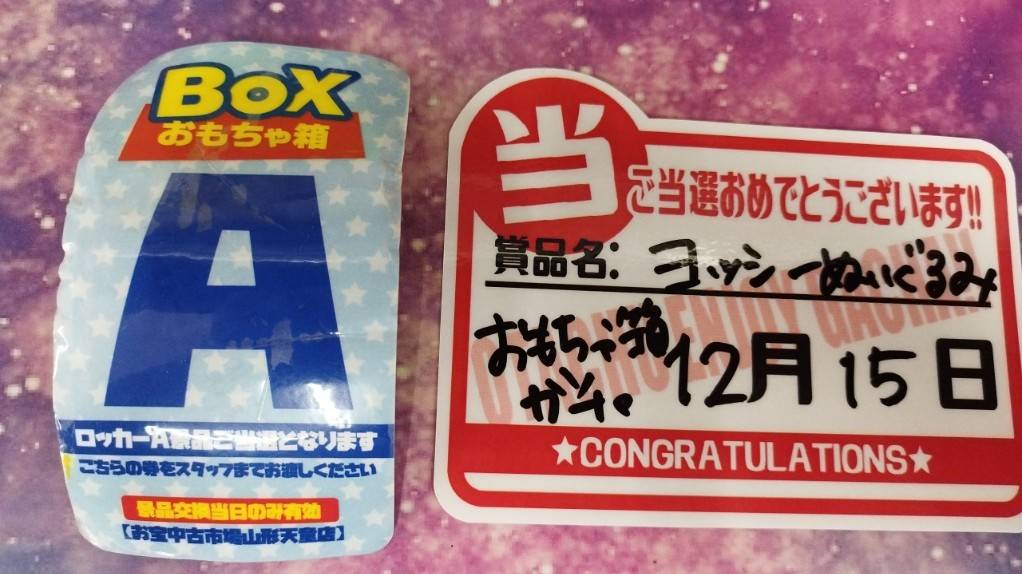 BOX
おもちゃ箱
A
ロッカーA景品ご当選となります
こちらの券をスタッフまでお渡しください
景品交換当日のみ有効
【お宝中古市場山形天童店】
当
ご当選おめでとうございます!!
賞品名: ヨッシーぬいぐるみ
おもちゃ箱
ガチャ
12月15日
★CONGRATULATIONS★